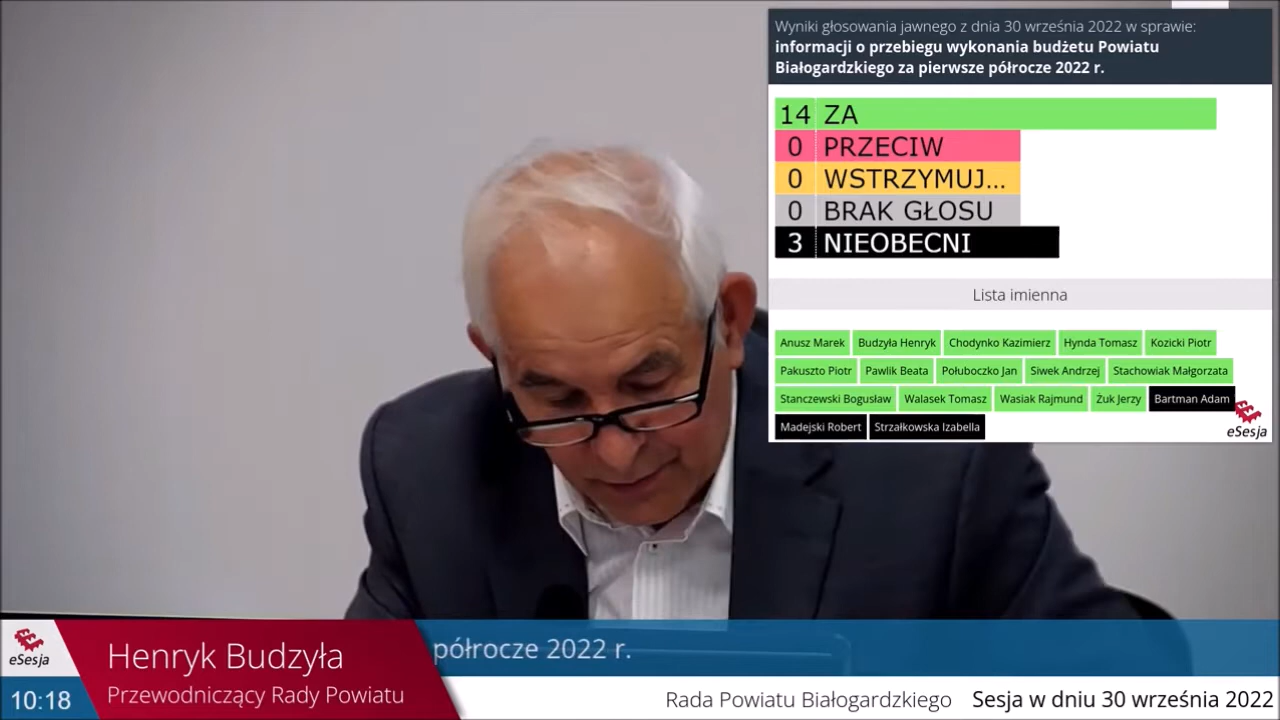 Wyniki głosowania jawnego z dnia 30 września 2022 w sprawie:
informacji o przebiegu wykonania budżetu Powiatu
Białogardzkiego za pierwsze półrocze 2022 r.
14 ZA
0 PRZECIW
0 WSTRZYMUJ...
0 BRAK GŁOSU
3 NIEOBECNI
Lista imienna
Anusz Marek Budzyła Henryk Chodynko Kazimierz Hynda Tomasz Kozicki Piotr
Pakuszto Piotr Pawlik Beata Połuboczko Jan Siwek Andrzej Stachowiak Małgorzata
Stanczewski Bogusław Walasek Tomasz Wasiak Rajmund Żuk Jerzy Bartman Adam
Madejski Robert Strzałkowska Izabella
eSesja
półrocze 2022 r.
eSesja
Henryk Budzyła
Przewodniczący Rady Powiatu
10:18
Rada Powiatu Białogardzkiego Sesja w dniu 30 września 2022